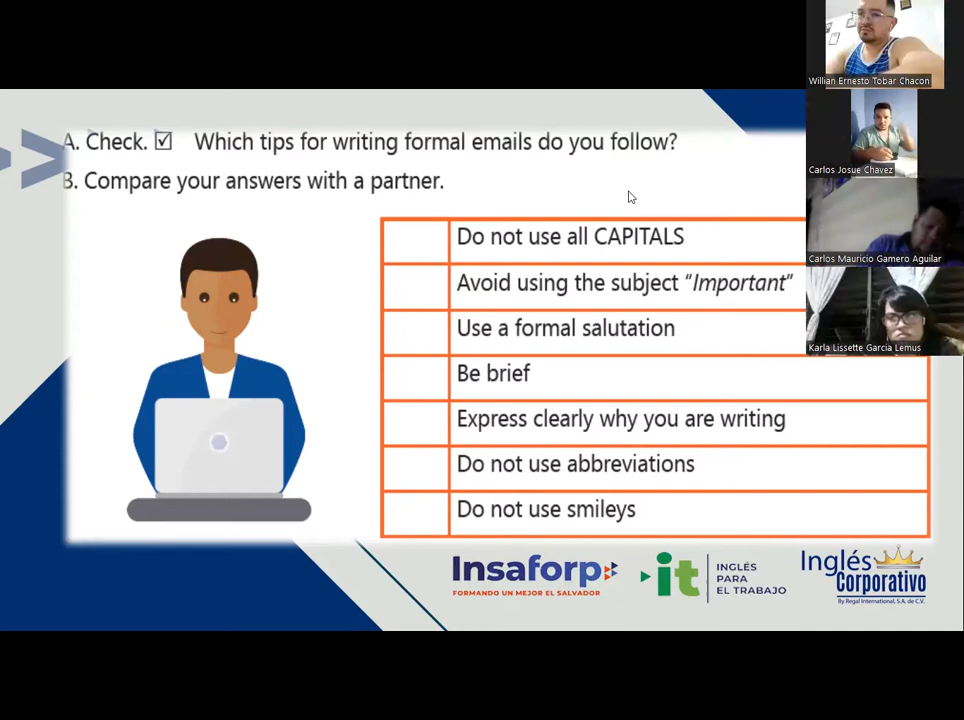 A. Check. ☑ Which tips for writing formal emails do you follow?
B. Compare your answers with a partner.
Do not use all CAPITALS
Avoid using the subject "Important"
Use a formal salutation
Be brief
Express clearly why you are writing
Do not use abbreviations
Do not use smileys
Insaforp
FORMANDO UN MEJOR EL SALVADOR
it
INGLÉS
PARA
EL TRABAJO
Inglés
Corporativo
By Regal International, S.A. de C.V.
Willian Ernesto Tobar Chacon
Carlos Josue Chavez
Carlos Mauricio Gamero Aguilar
Karla Lissette Garcia Lemus